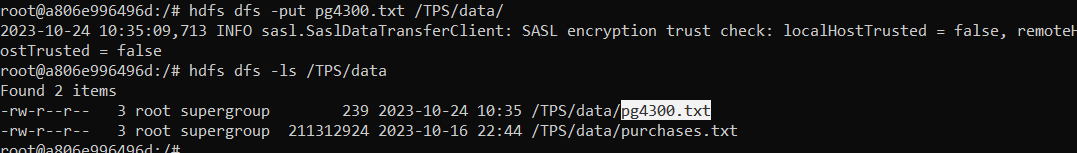 root@a806e996496d:/# hdfs dfs -put pg4300.txt /TPS/data/
2023-10-24 10:35:09,713 INFO sasl.SaslDataTransferClient: SASL encryption trust check: localHostTrusted = false, remoteH
ostTrusted = false
root@a806e996496d:/# hdfs dfs -ls /TPS/data
Found 2 items
-rw-r--r--   3 root supergroup        239 2023-10-24 10:35 /TPS/data/pg4300.txt
-rw-r--r--   3 root supergroup  211312924 2023-10-16 22:44 /TPS/data/purchases.txt
root@a806e996496d:/#